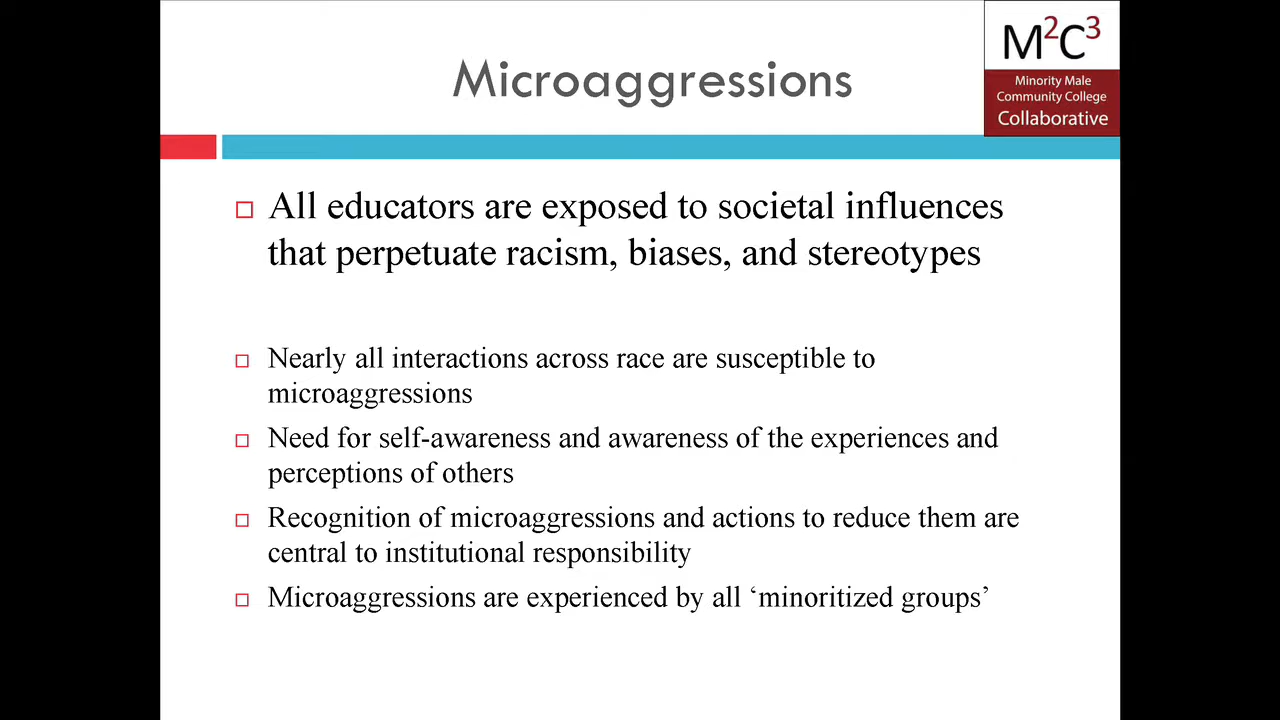 Microaggressions
M²C³
Minority Male
Community College
Collaborative
All educators are exposed to societal influences
that perpetuate racism, biases, and stereotypes
Nearly all interactions across race are susceptible to
microaggressions
Need for self-awareness and awareness of the experiences and
perceptions of others
Recognition of microaggressions and actions to reduce them are
central to institutional responsibility
Microaggressions are experienced by all ‘minoritized groups’